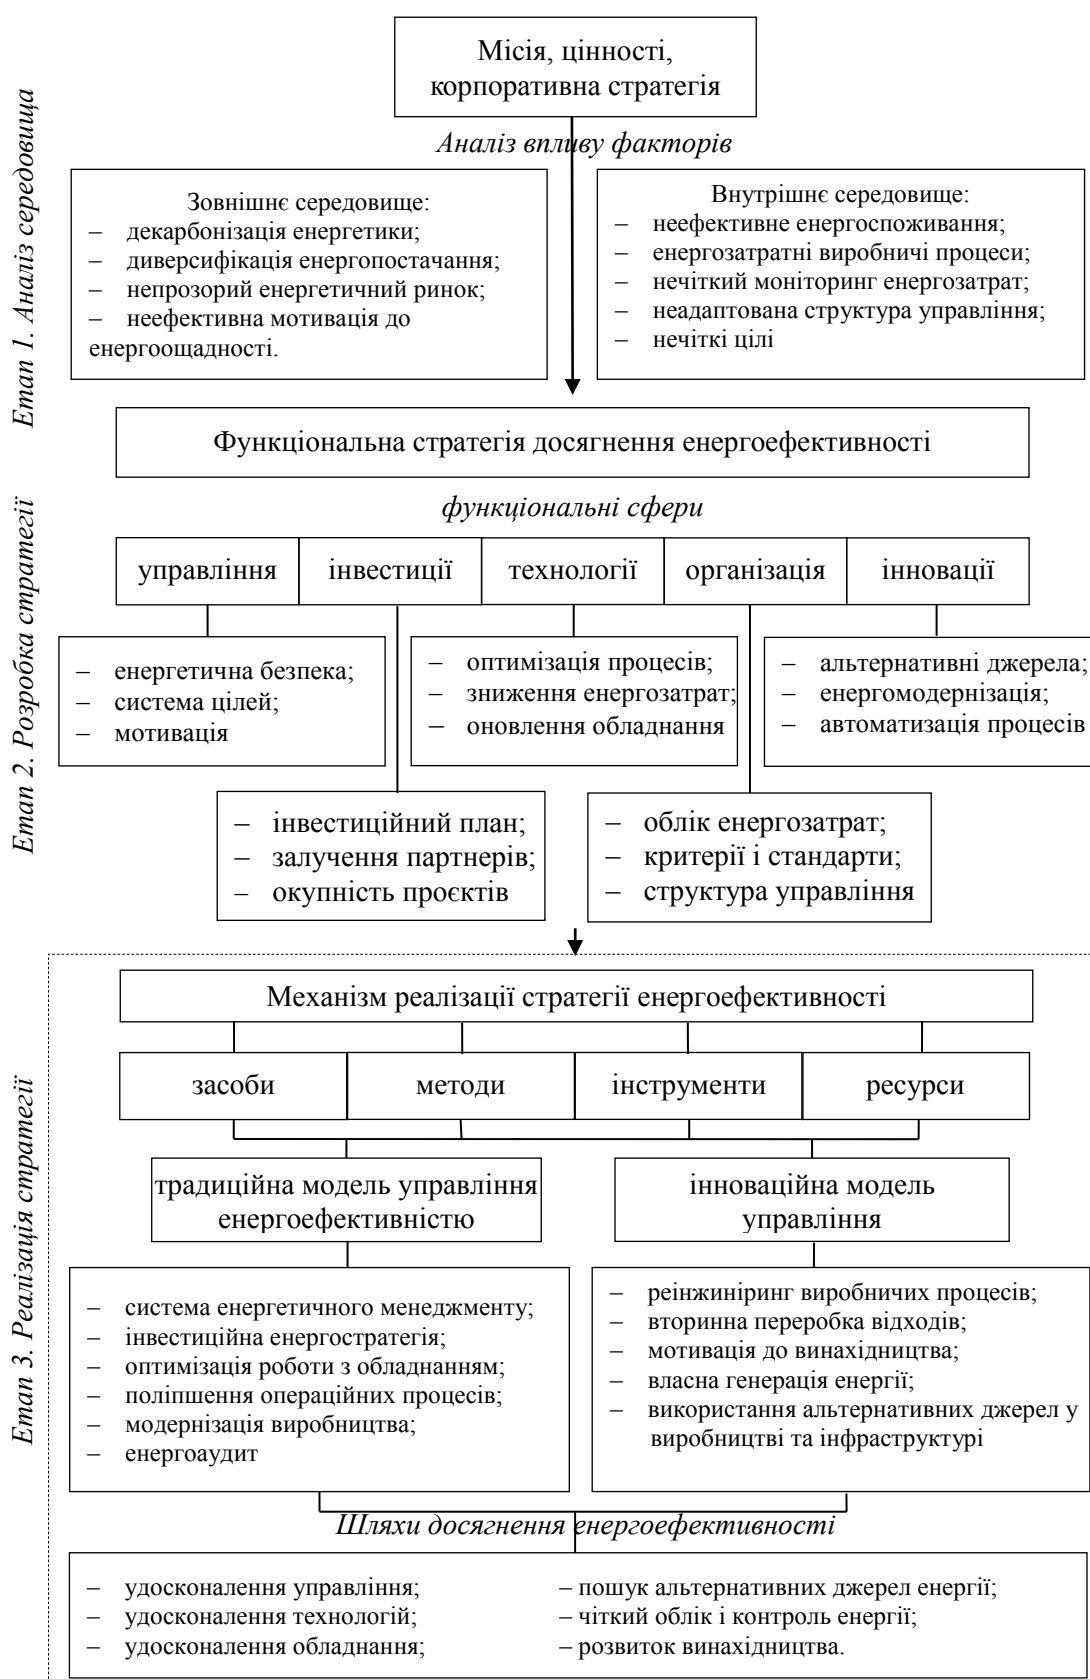 Місія, цінності,
корпоративна стратегія
Аналіз впливу факторів
Етап 1. Аналіз середовища
Зовнішнє середовище:
– декарбонізація енергетики;
– диверсифікація енергопостачання;
– непрозорий енергетичний ринок;
– неефективна мотивація до
енергоощадності.
Внутрішнє середовище:
– неефективне енергоспоживання;
– енергозатратні виробничі процеси;
– нечіткий моніторинг енергозатрат;
– неадаптована структура управління;
– нечіткі цілі
Функціональна стратегія досягнення енергоефективності
Етап 2. Розробка стратегії
функціональні сфери
управління
інвестиції
технології
організація
інновації
– енергетична безпека;
– система цілей;
– мотивація
– оптимізація процесів;
– зниження енергозатрат;
– оновлення обладнання
– альтернативні джерела;
– енергомодернізація;
– автоматизація процесів
– інвестиційний план;
– залучення партнерів;
– окупність проєктів
– облік енергозатрат;
– критерії і стандарти;
– структура управління
Етап 3. Реалізація стратегії
Механізм реалізації стратегії енергоефективності
засоби
методи
інструменти
ресурси
традиційна модель управління
енергоефективністю
інноваційна модель
управління
– система енергетичного менеджменту;
– інвестиційна енергостратегія;
– оптимізація роботи з обладнанням;
– поліпшення операційних процесів;
– модернізація виробництва;
– енергоаудит
– реінжиніринг виробничих процесів;
– вторинна переробка відходів;
– мотивація до винахідництва;
– власна генерація енергії;
– використання альтернативних джерел у
виробництві та інфраструктурі
Шляхи досягнення енергоефективності
– удосконалення управління;
– удосконалення технологій;
– удосконалення обладнання;
– пошук альтернативних джерел енергії;
– чіткий облік і контроль енергії;
– розвиток винахідництва.